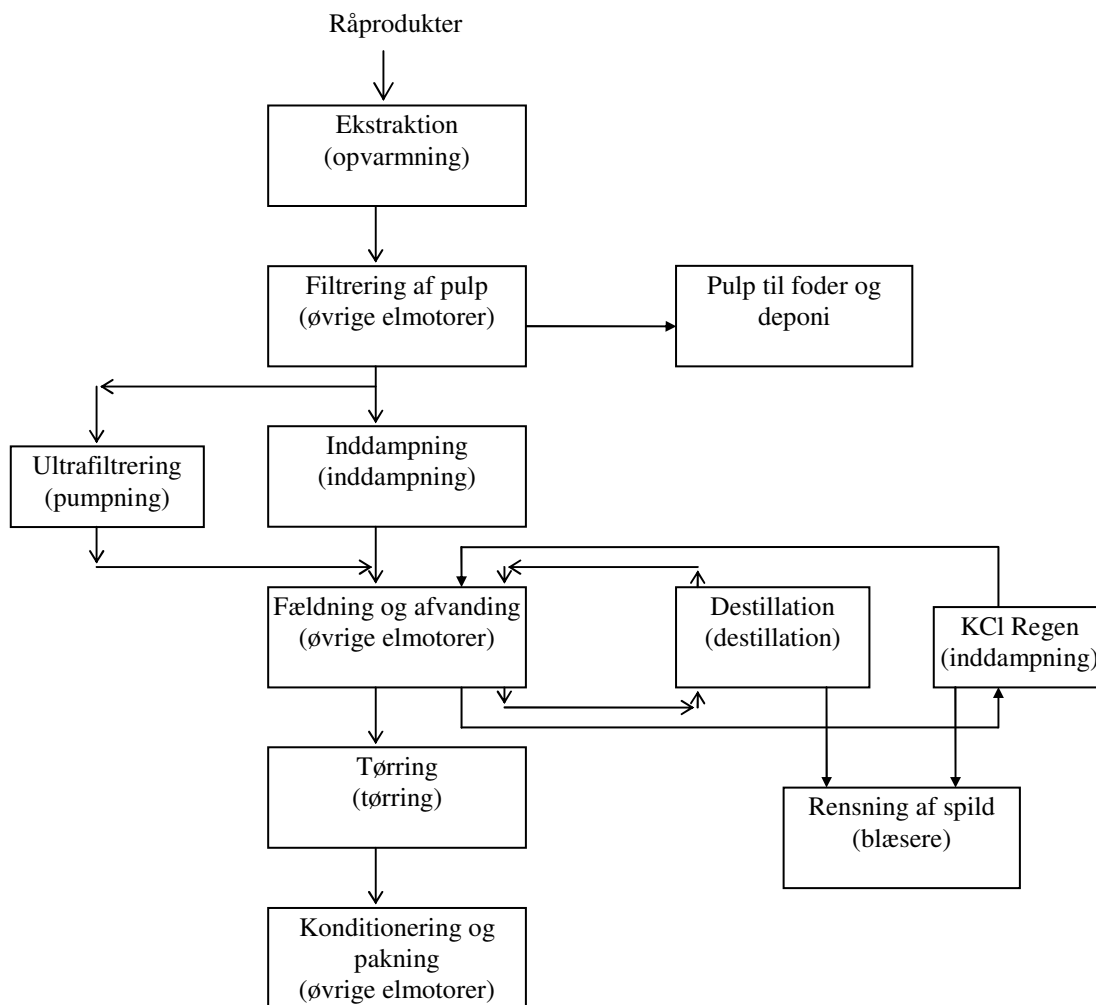 Råprodukter
Ekstraktion
(opvarmning)
Filtrering af pulp
(øvrige elmotorer)
Pulp til foder og
deponi
Ultrafiltrering
(pumpning)
Inddampning
(inddampning)
Fældning og afvanding
(øvrige elmotorer)
Destillation
(destillation)
KCl Regen
(inddampning)
Tørring
(tørring)
Rensning af spild
(blæsere)
Konditionering og
pakning
(øvrige elmotorer)